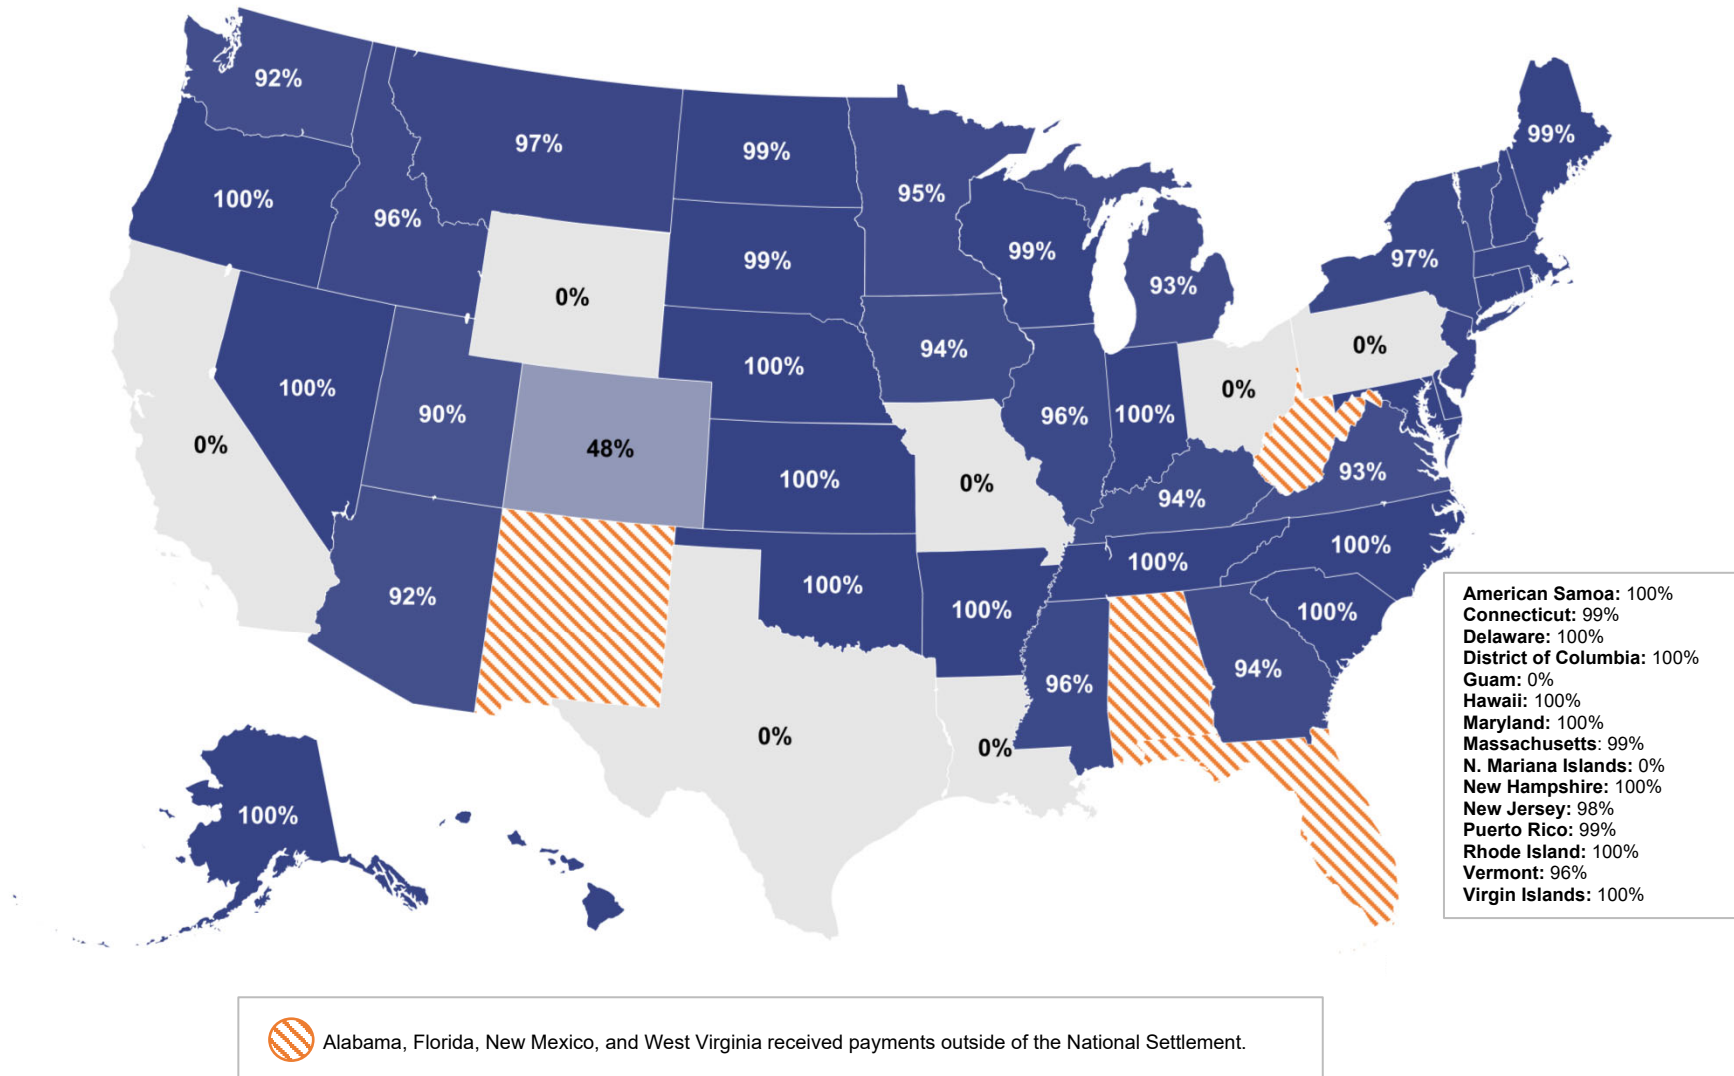 92%
97%
99%
99%
100%
96%
95%
99%
97%
99%
93%
0%
0%
100%
94%
0%
0%
100%
90%
96%
100%
0%
48%
100%
0%
94%
93%
92%
100%
100%
100%
100%
100%
100%
96%
94%
0%
0%
100%
American Samoa: 100%
Connecticut: 99%
Delaware: 100%
District of Columbia: 100%
Guam: 0%
Hawaii: 100%
Maryland: 100%
Massachusetts: 99%
N. Mariana Islands: 0%
New Hampshire: 100%
New Jersey: 98%
Puerto Rico: 99%
Rhode Island: 100%
Vermont: 96%
Virgin Islands: 100%
Alabama, Florida, New Mexico, and West Virginia received payments outside of the National Settlement.